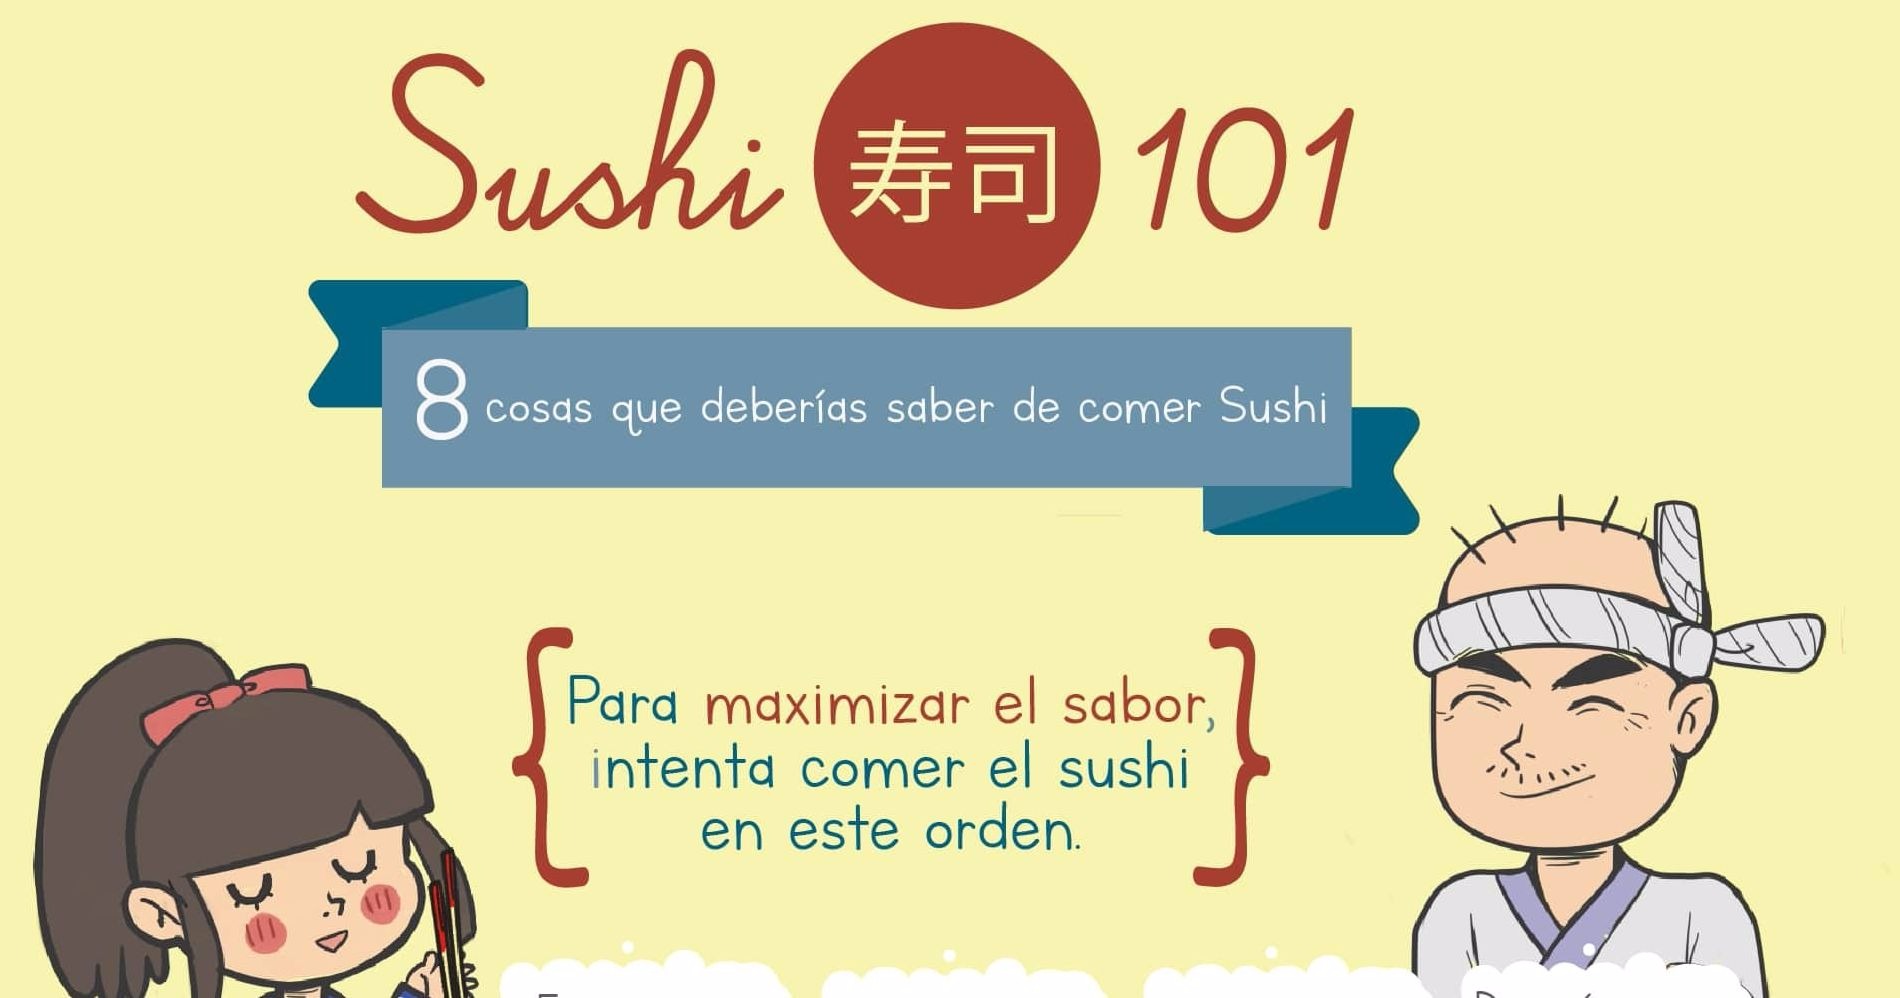 Sushi 寿司 101
8 cosas que deberías saber de comer Sushi
Para maximizar el sabor,
intenta comer el sushi
en este orden.